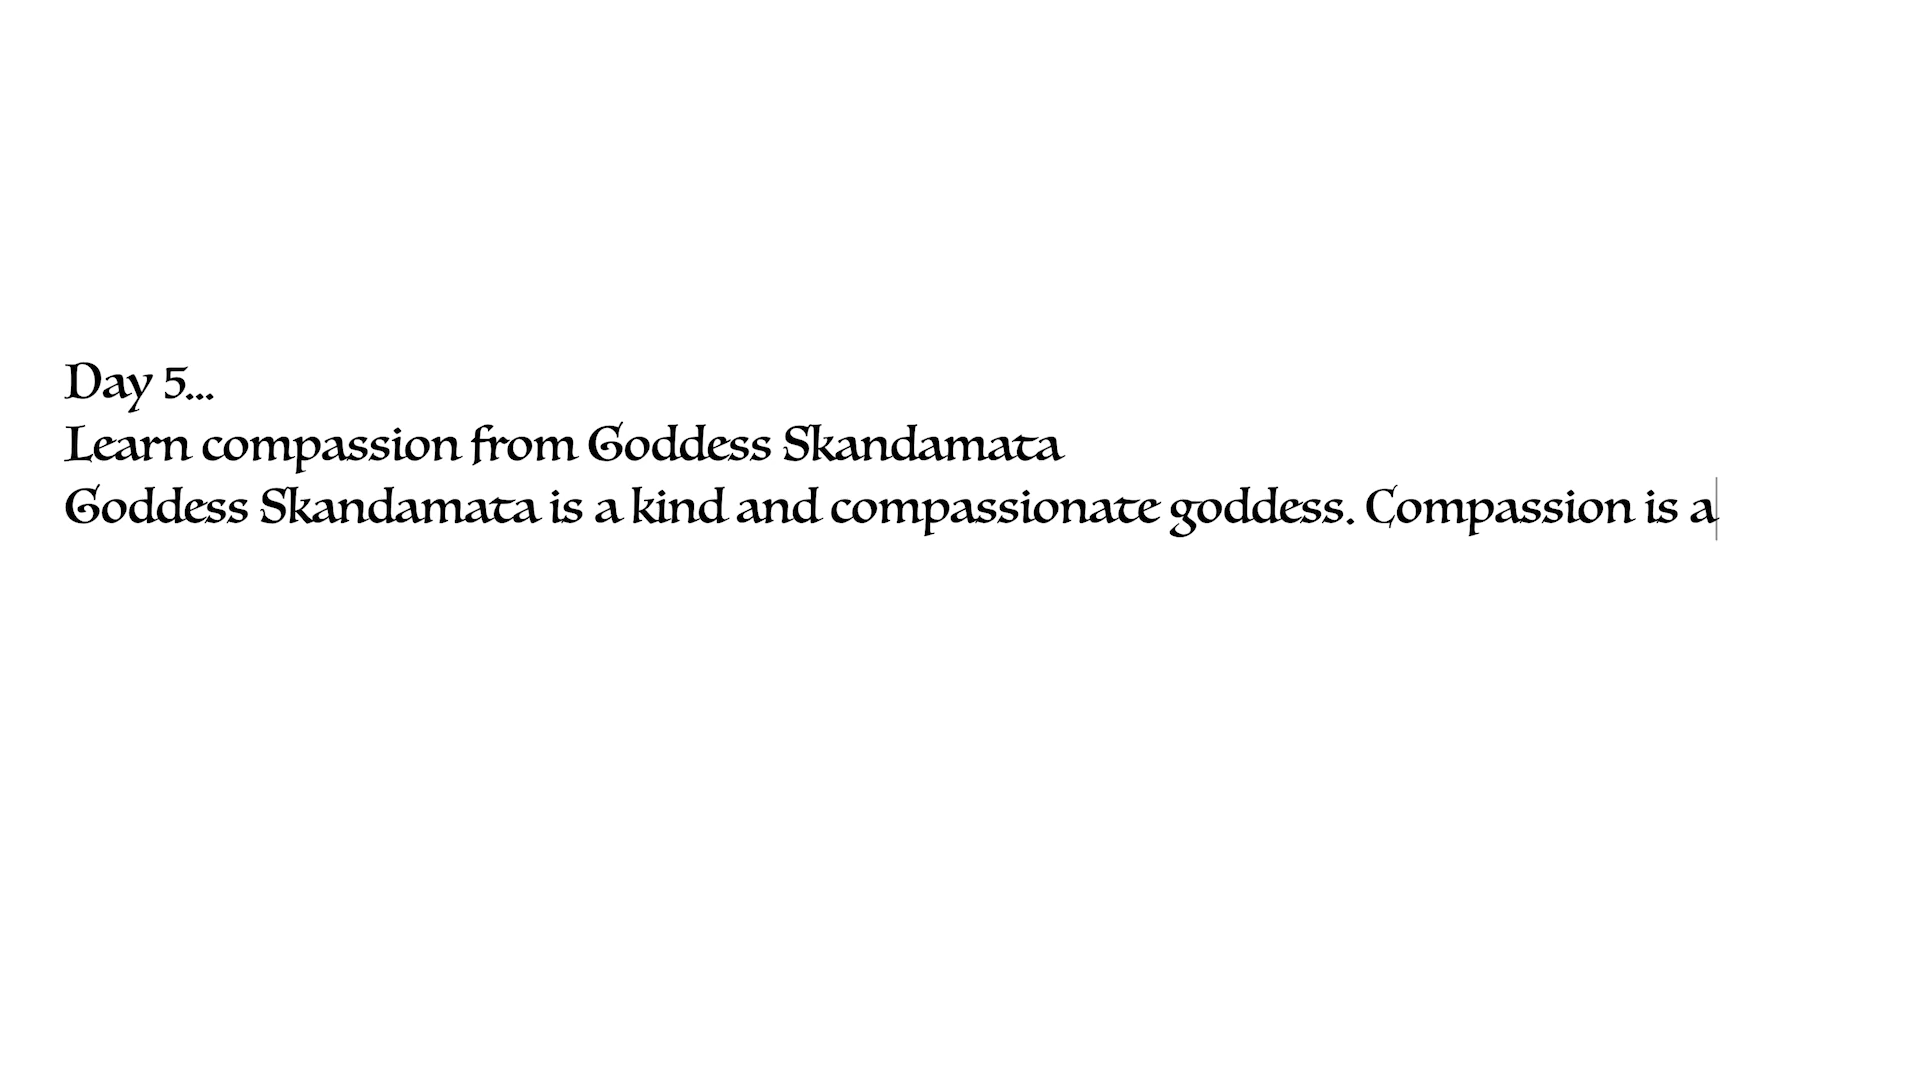 Day 5...
Learn compassion from Goddess Skandamata
Goddess Skandamata is a kind and compassionate goddess. Compassion is a